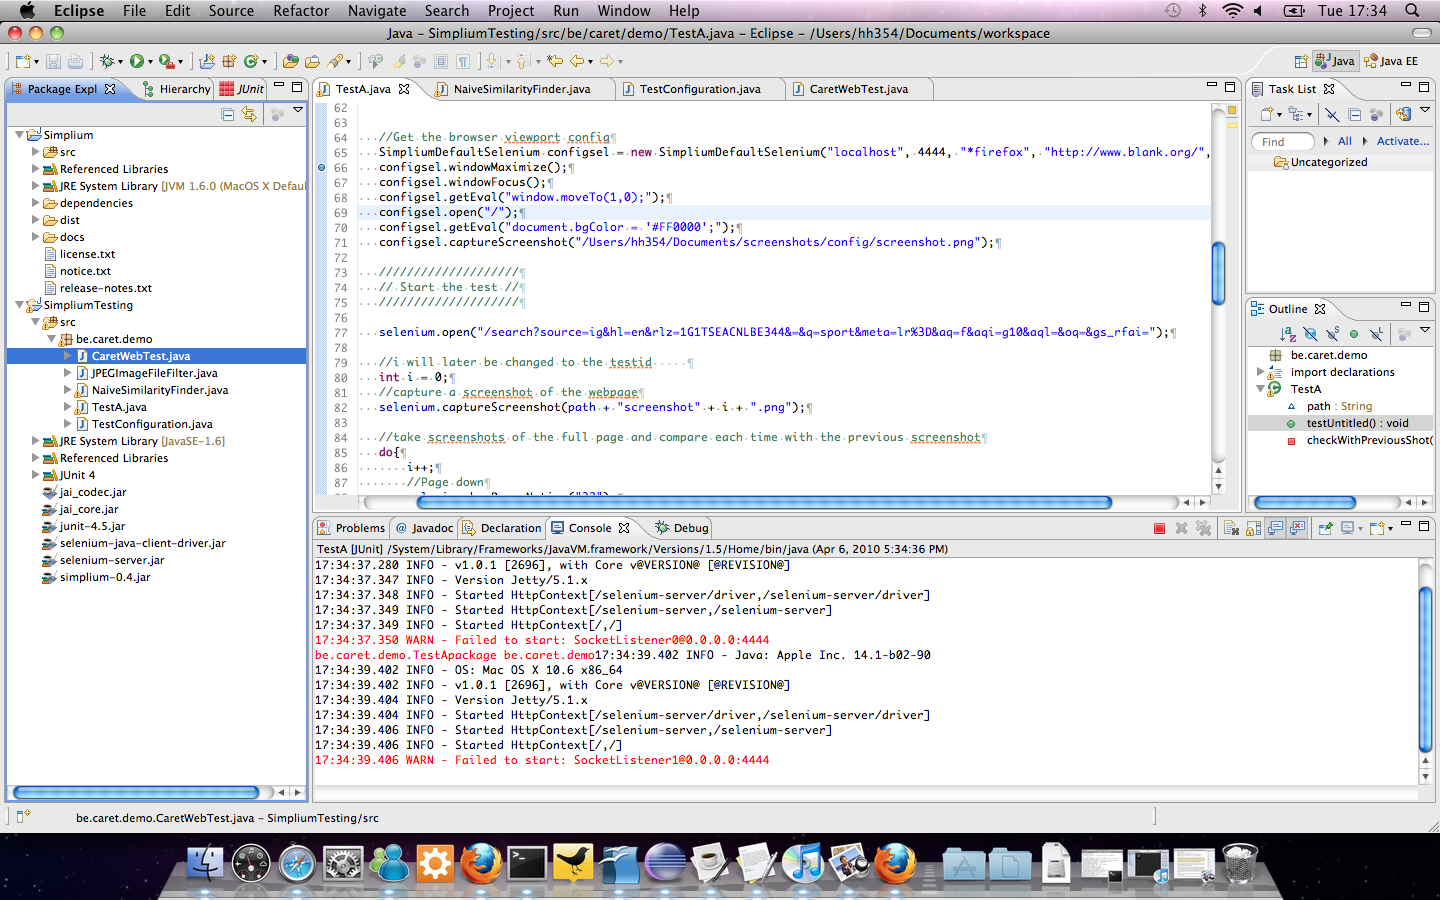 Eclipse File Edit Source Refactor Navigate Search Project Run Window Help Tue 17:34
Java – SimpliumTesting/src/be/caret/demo/TestA.java – Eclipse – /Users/hh354/Documents/workspace
Java Java EE
Package Expl Hierarchy JUnit
Simplium
src
Referenced Libraries
JRE System Library [JVM 1.6.0 (MacOS X Defau
dependencies
dist
docs
license.txt
notice.txt
release-notes.txt
SimpliumTesting
src
be.caret.demo
CaretWebTest.java
JPEGImageFileFilter.java
NaiveSimilarityFinder.java
TestA.java
TestConfiguration.java
JRE System Library [JavaSE-1.6]
Referenced Libraries
JUnit 4
jai_codec.jar
jai_core.jar
junit-4.5.jar
selenium-java-client-driver.jar
selenium-server.jar
simplium-0.4.jar
TestA.java NaiveSimilarityFinder.java TestConfiguration.java CaretWebTest.java
62
63
64 //Get the browser viewport config¶
65 SimpliumDefaultSelenium configsel = new SimpliumDefaultSelenium("localhost", 4444, "*firefox", "http://www.blank.org/",
66 configsel.windowMaximize();¶
67 configsel.windowFocus();¶
68 configsel.getEval("window.moveTo(1,0);");¶
69 configsel.open("/");¶
70 configsel.getEval("document.bgColor = '#FF0000';");¶
71 configsel.captureScreenshot("/Users/hh354/Documents/screenshots/config/screenshot.png");¶
72
73 ////////////////////¶
74 // Start the test //¶
75 ////////////////////¶
76
77 selenium.open("/search?source=ig&hl=en&rlz=1G1TSEACNLBE344&=&q=sport&meta=lr%3D&aq=f&aqi=g10&aql=&oq=&gs_rfai=");¶
78
79 //i will later be changed to the testid ¶
80 int i = 0;¶
81 //capture a screenshot of the webpage¶
82 selenium.captureScreenshot(path + "screenshot" + i + ".png");¶
83
84 //take screenshots of the full page and compare each time with the previous screenshot¶
85 do{¶
86 i++;¶
87 //Page down¶
Task List
Find All Activate...
Uncategorized
Outline
be.caret.demo
import declarations
TestA
path : String
testUntitled() : void
checkWithPreviousShot(
Problems Javadoc Declaration Console Debug
TestA [JUnit] /System/Library/Frameworks/JavaVM.framework/Versions/1.5/Home/bin/java (Apr 6, 2010 5:34:36 PM)
17:34:37.280 INFO - v1.0.1 [2696], with Core v@VERSION@ [@REVISION@]
17:34:37.347 INFO - Version Jetty/5.1.x
17:34:37.348 INFO - Started HttpContext[/selenium-server/driver,/selenium-server/driver]
17:34:37.349 INFO - Started HttpContext[/selenium-server,/selenium-server]
17:34:37.349 INFO - Started HttpContext[/,/]
17:34:37.350 WARN - Failed to start: SocketListener0@0.0.0.0:4444
be.caret.demo.TestApackage be.caret.demo17:34:39.402 INFO - Java: Apple Inc. 14.1-b02-90
17:34:39.402 INFO - OS: Mac OS X 10.6 x86_64
17:34:39.402 INFO - v1.0.1 [2696], with Core v@VERSION@ [@REVISION@]
17:34:39.404 INFO - Version Jetty/5.1.x
17:34:39.404 INFO - Started HttpContext[/selenium-server/driver,/selenium-server/driver]
17:34:39.406 INFO - Started HttpContext[/selenium-server,/selenium-server]
17:34:39.406 INFO - Started HttpContext[/,/]
17:34:39.406 WARN - Failed to start: SocketListener1@0.0.0.0:4444
be.caret.demo.CaretWebTest.java – SimpliumTesting/src